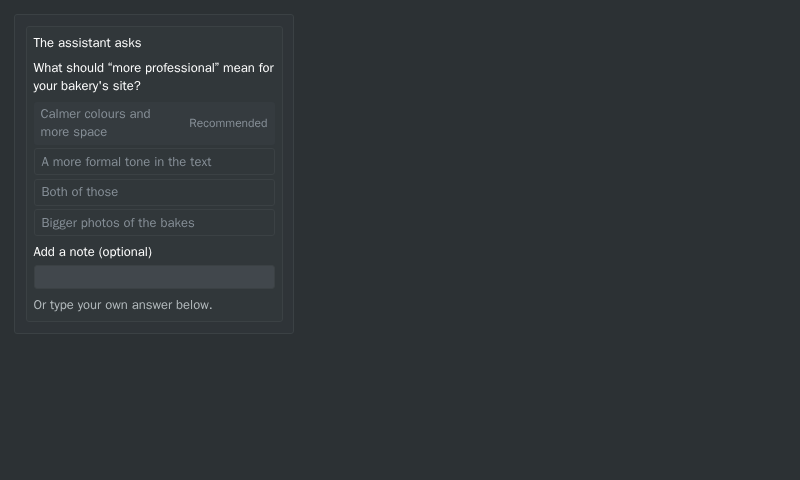 The assistant asks
What should “more professional” mean for
your bakery's site?
Calmer colours and
more space
Recommended
A more formal tone in the text
Both of those
Bigger photos of the bakes
Add a note (optional)
Or type your own answer below.